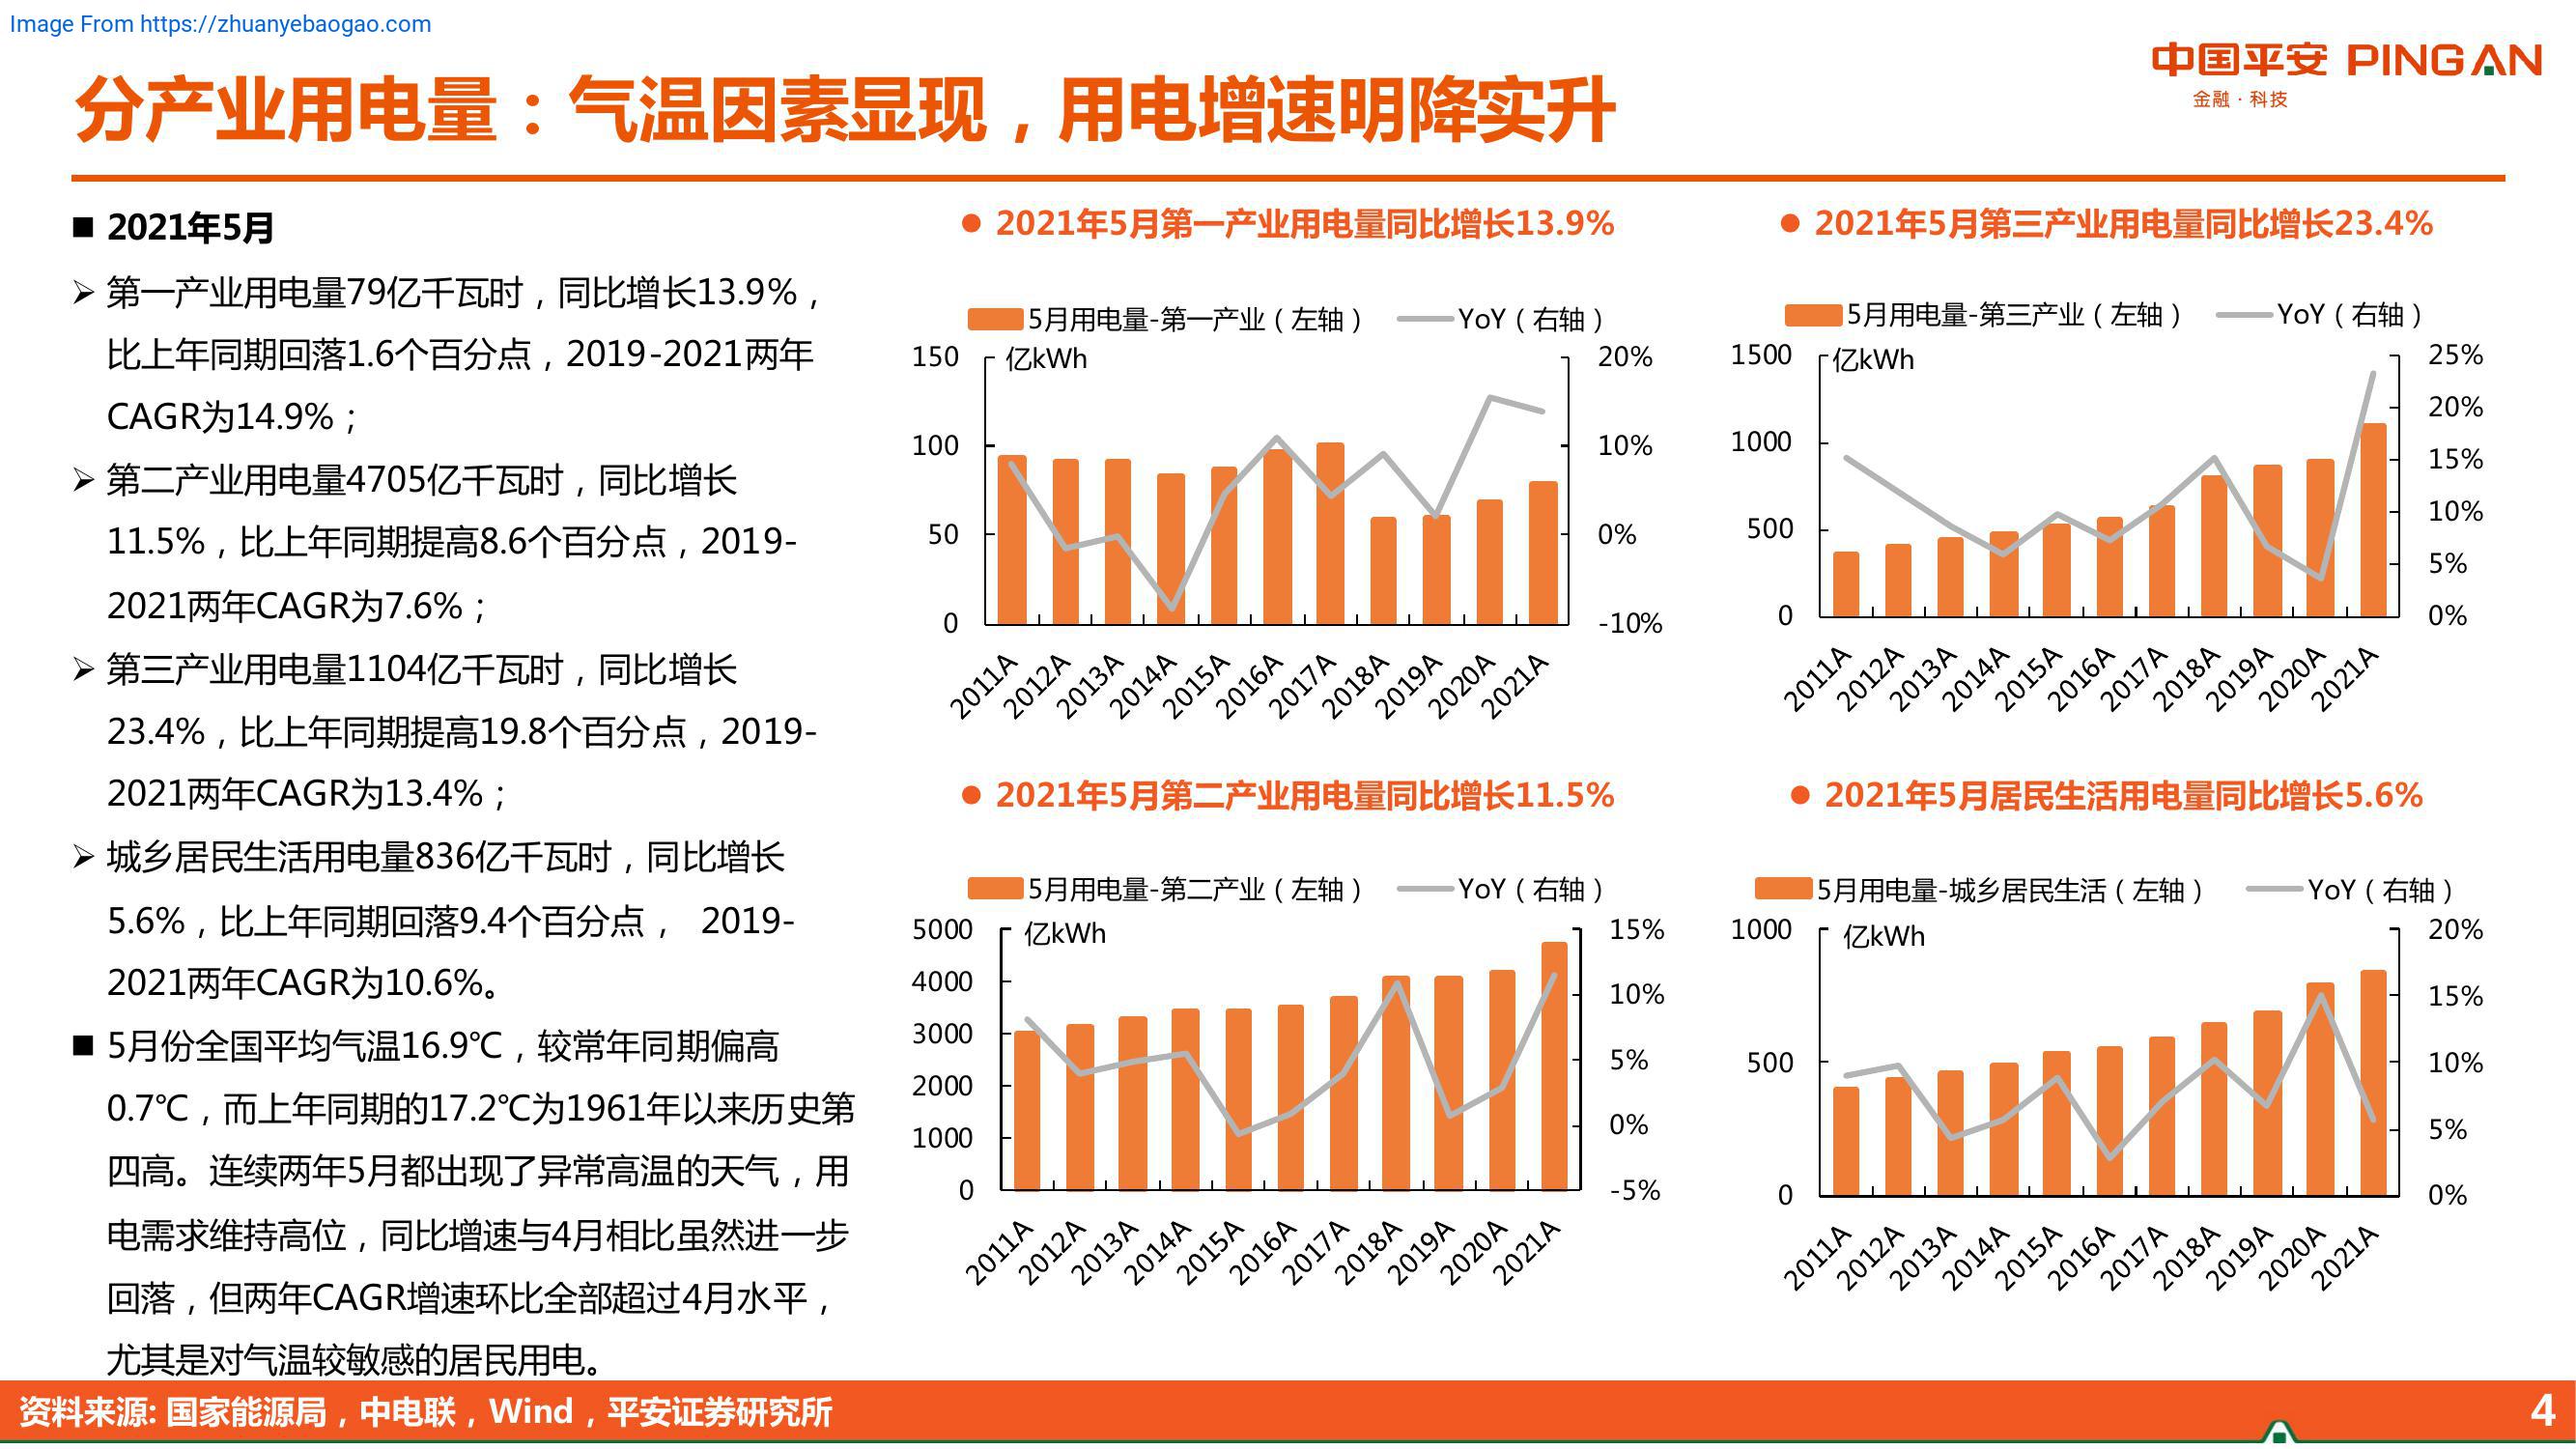 Image From https://zhuanyebaogao.com
中国平安 PINGAN
金融·科技
分产业用电量：气温因素显现，用电增速明降实升
■ 2021年5月
➢ 第一产业用电量79亿千瓦时，同比增长13.9%，
比上年同期回落1.6个百分点，2019-2021两年
CAGR为14.9%；
➢ 第二产业用电量4705亿千瓦时，同比增长
11.5%，比上年同期提高8.6个百分点，2019-
2021两年CAGR为7.6%；
➢ 第三产业用电量1104亿千瓦时，同比增长
23.4%，比上年同期提高19.8个百分点，2019-
2021两年CAGR为13.4%；
➢ 城乡居民生活用电量836亿千瓦时，同比增长
5.6%，比上年同期回落9.4个百分点， 2019-
2021两年CAGR为10.6%。
■ 5月份全国平均气温16.9℃，较常年同期偏高
0.7℃，而上年同期的17.2℃为1961年以来历史第
四高。连续两年5月都出现了异常高温的天气，用
电需求维持高位，同比增速与4月相比虽然进一步
回落，但两年CAGR增速环比全部超过4月水平，
尤其是对气温较敏感的居民用电。
● 2021年5月第一产业用电量同比增长13.9%
5月用电量-第一产业（左轴） YoY（右轴）
亿kWh
150
100
50
0
20%
10%
0%
-10%
2011A 2012A 2013A 2014A 2015A 2016A 2017A 2018A 2019A 2020A 2021A
● 2021年5月第三产业用电量同比增长23.4%
5月用电量-第三产业（左轴） YoY（右轴）
亿kWh
1500
1000
500
0
25%
20%
15%
10%
5%
0%
2011A 2012A 2013A 2014A 2015A 2016A 2017A 2018A 2019A 2020A 2021A
● 2021年5月第二产业用电量同比增长11.5%
5月用电量-第二产业（左轴） YoY（右轴）
亿kWh
5000
4000
3000
2000
1000
0
15%
10%
5%
0%
-5%
2011A 2012A 2013A 2014A 2015A 2016A 2017A 2018A 2019A 2020A 2021A
● 2021年5月居民生活用电量同比增长5.6%
5月用电量-城乡居民生活（左轴） YoY（右轴）
亿kWh
1000
500
0
20%
15%
10%
5%
0%
2011A 2012A 2013A 2014A 2015A 2016A 2017A 2018A 2019A 2020A 2021A
资料来源: 国家能源局，中电联，Wind，平安证券研究所
4